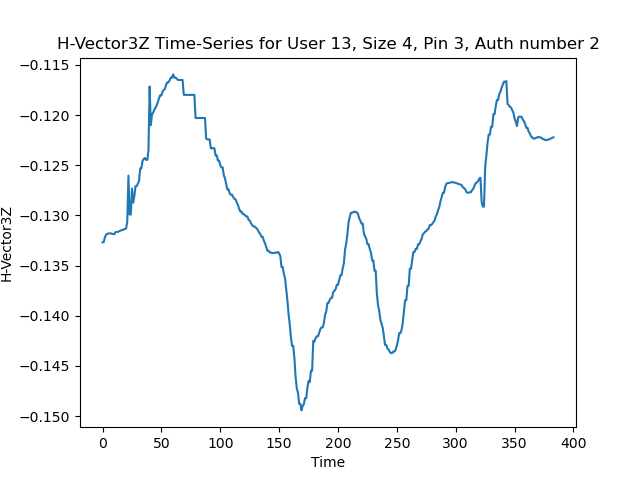 H-Vector3Z Time-Series for User 13, Size 4, Pin 3, Auth number 2
−0.115
−0.120
−0.125
−0.130
−0.135
−0.140
−0.145
−0.150
H-Vector3Z
0 50 100 150 200 250 300 350 400
Time